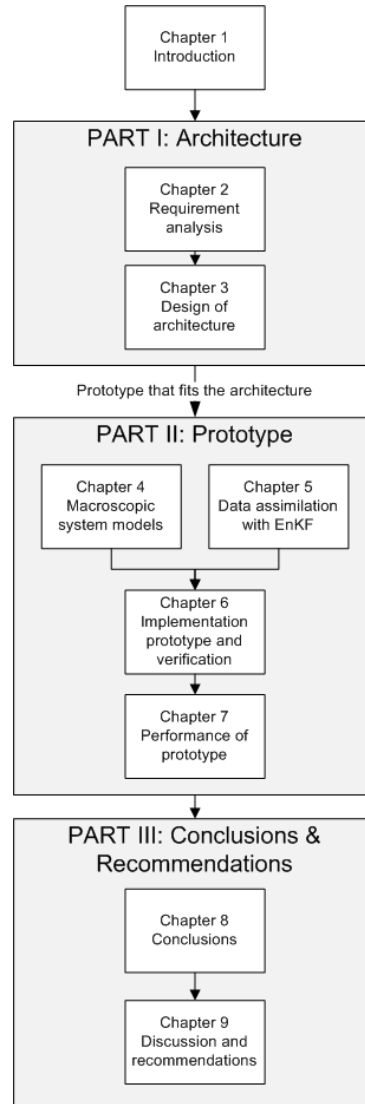 Chapter 1
Introduction
PART I: Architecture
Chapter 2
Requirement
analysis
Chapter 3
Design of
architecture
Prototype that fits the architecture
PART II: Prototype
Chapter 4
Macroscopic
system models
Chapter 5
Data assimilation
with EnKF
Chapter 6
Implementation
prototype and
verification
Chapter 7
Performance of
prototype
PART III: Conclusions &
Recommendations
Chapter 8
Conclusions
Chapter 9
Discussion and
recommendations